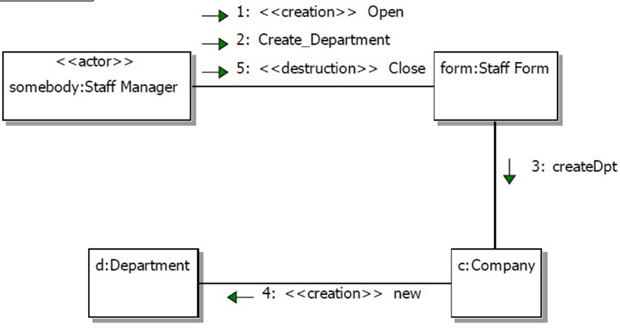 1: <<creation>> Open
2: Create_Department
5: <<destruction>> Close
<<actor>>
somebody:Staff Manager
form:Staff Form
3: createDpt
d:Department
c:Company
4: <<creation>> new